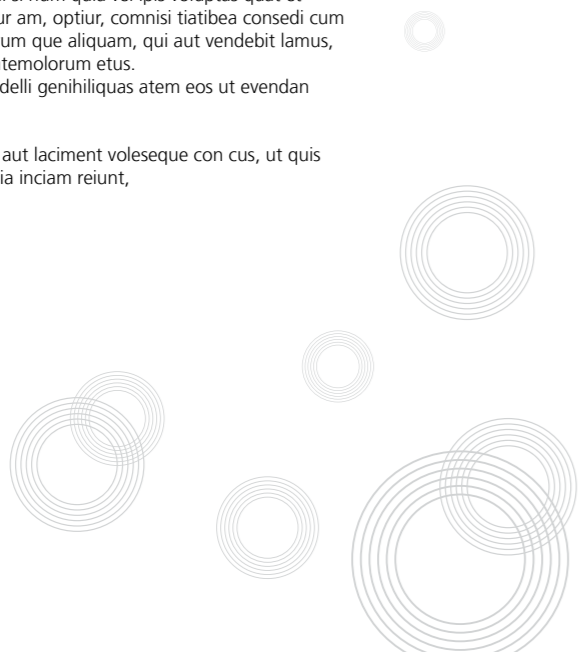 ur am, optiur, comnisi tiatibea consedi cum
um que aliquam, qui aut vendebit lamus,
utemolorum etus.
delli genihiliquas atem eos ut evendan
aut laciment voleseque con cus, ut quis
ia inciam reiunt,